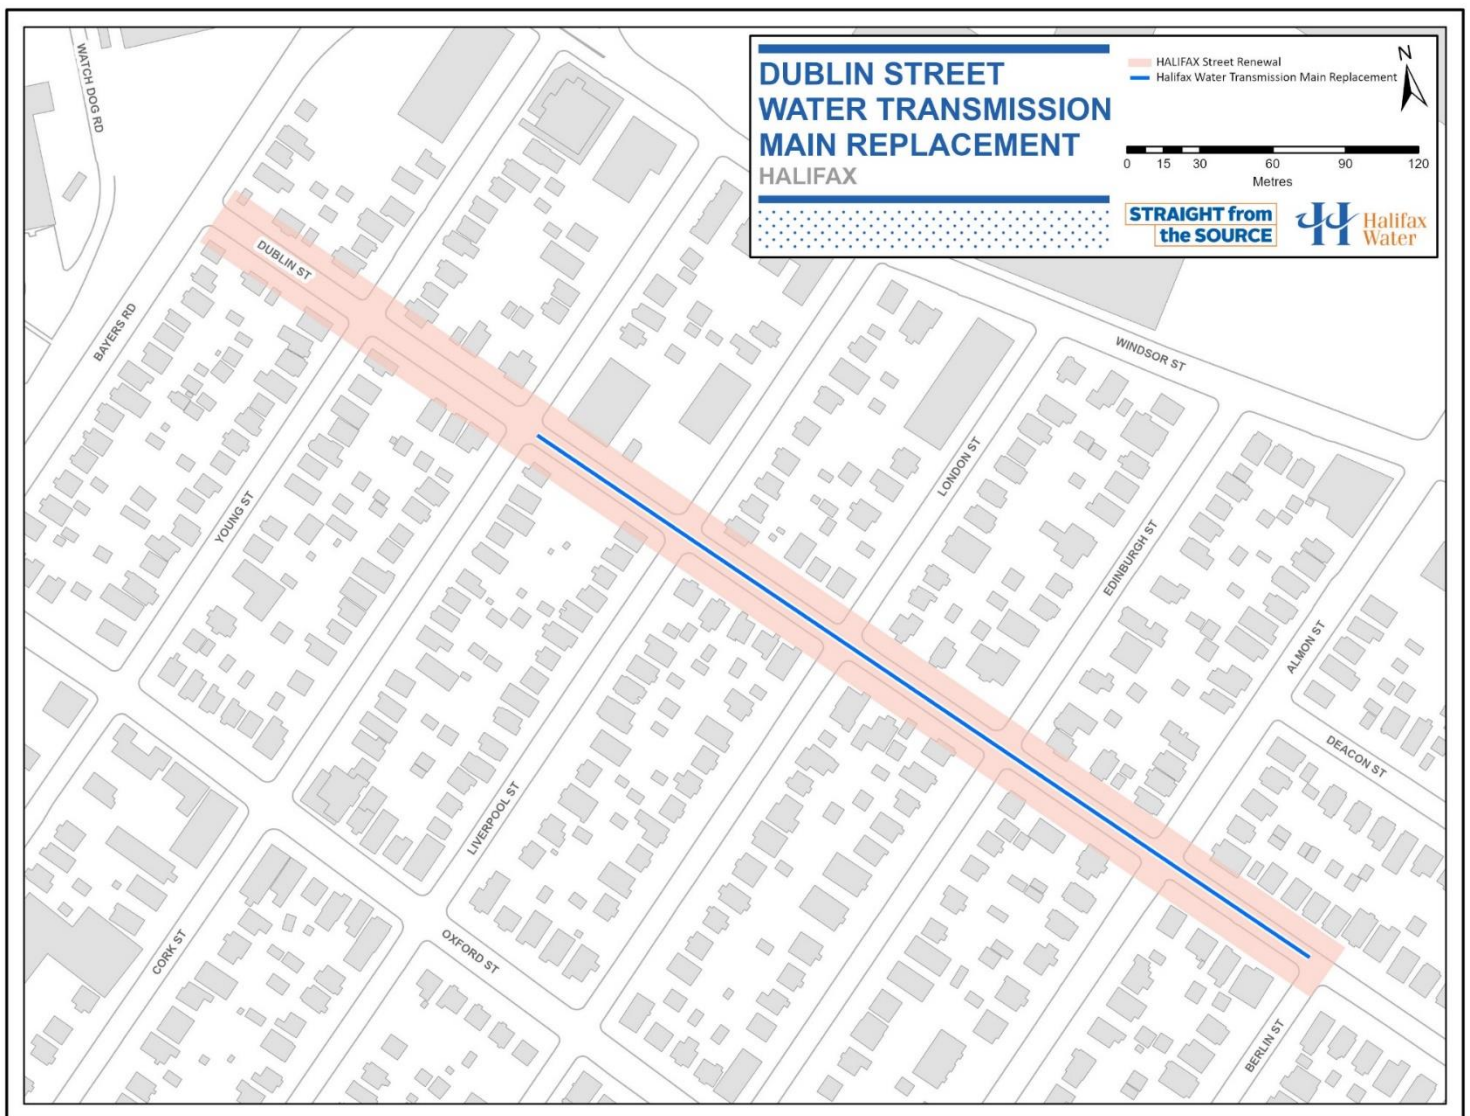 DUBLIN STREET
WATER TRANSMISSION
MAIN REPLACEMENT
HALIFAX
HALIFAX Street Renewal
Halifax Water Transmission Main Replacement
N
0 15 30 60 90 120
Metres
STRAIGHT from
the SOURCE
Halifax
Water
WATCH DOG RD
DUBLIN ST
BAYERS RD
WINDSOR ST
LONDON ST
YOUNG ST
EDINBURGH ST
ALMON ST
DEACON ST
LIVERPOOL ST
CORK ST
OXFORD ST
BERLIN ST